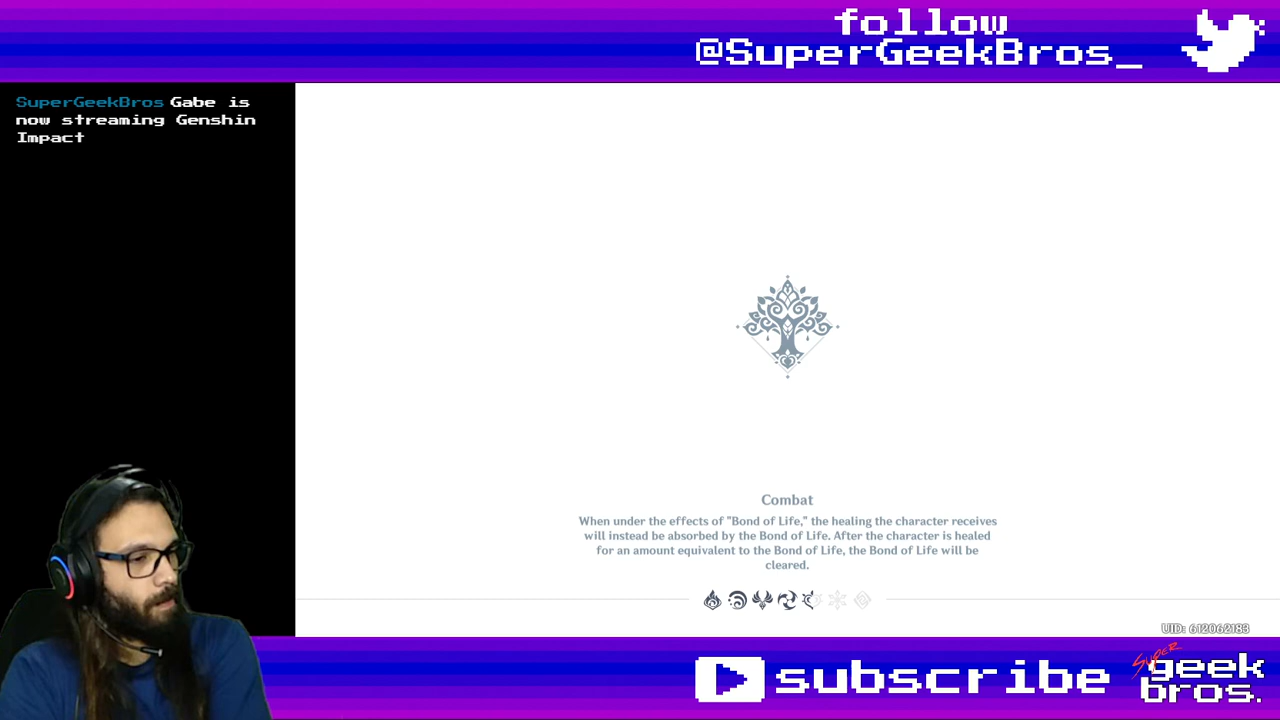 follow
@SuperGeekBros_
SuperGeekBros Gabe is
now streaming Genshin
Impact
Combat
When under the effects of "Bond of Life," the healing the character receives
will instead be absorbed by the Bond of Life. After the character is healed
for an amount equivalent to the Bond of Life, the Bond of Life will be
cleared.
UID: 612062183
subscribe
SUPER
geek
bros.